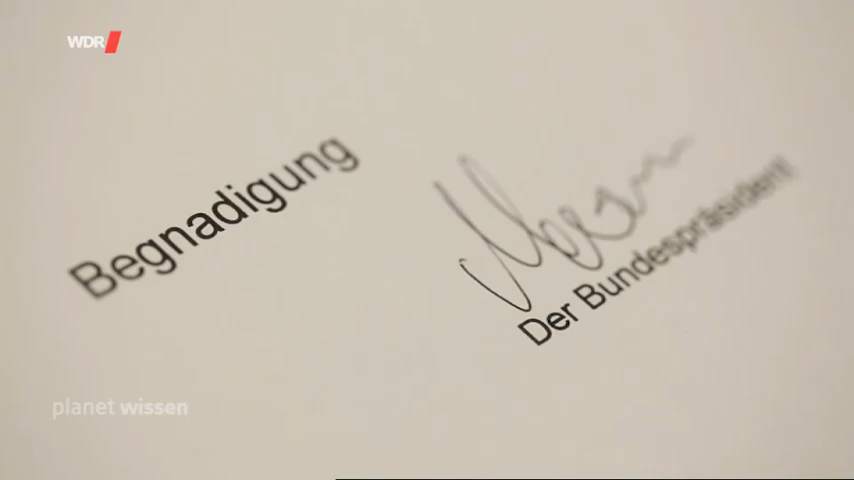 WDR
Begnadigung
Der Bundespräsident
planet wissen